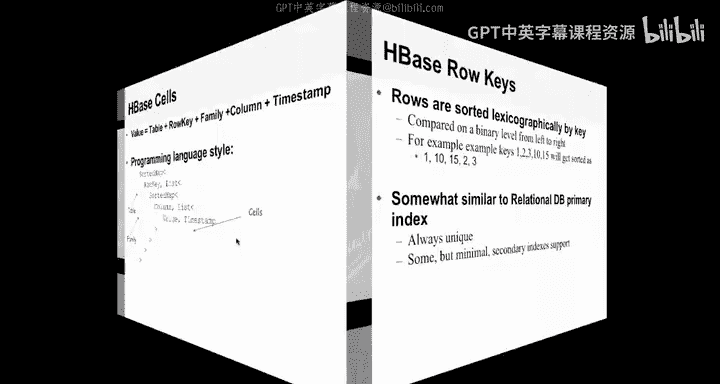 GPT中英字幕课程资源@bilibili
GPT中英字幕课程资源 bilibili
HBase Cells
• Value = Table + RowKey + Family +Column + Timestamp
• Programming language style:
SortedMap<
RowKey, List<
SortedMap<
Column, List<
Value, Timestamp
>
>
>
>
Table
Family
Cells
HBase Row Keys
• Rows are sorted lexicographically by key
– Compared on a binary level from left to right
– For example example keys 1,2,3,10,15 will get sorted as
• 1, 10, 15, 2, 3
• Somewhat similar to Relational DB primary
index
– Always unique
– Some, but minimal, secondary indexes support